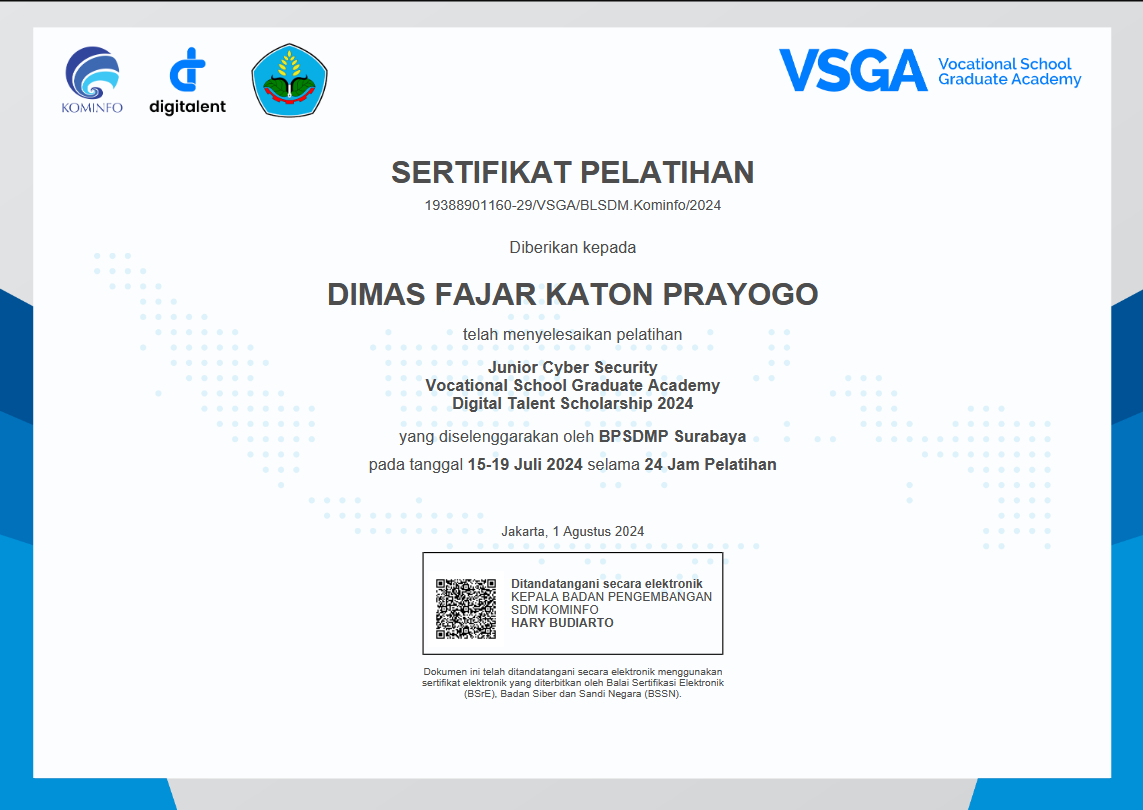 KOMINFO
digitalent
VSGA
Vocational School
Graduate Academy
SERTIFIKAT PELATIHAN
19388901160-29/VSGA/BLSDM.Kominfo/2024
Diberikan kepada
DIMAS FAJAR KATON PRAYOGO
telah menyelesaikan pelatihan
Junior Cyber Security
Vocational School Graduate Academy
Digital Talent Scholarship 2024
yang diselenggarakan oleh BPSDMP Surabaya
pada tanggal 15-19 Juli 2024 selama 24 Jam Pelatihan
Jakarta, 1 Agustus 2024
Ditandatangani secara elektronik
KEPALA BADAN PENGEMBANGAN
SDM KOMINFO
HARY BUDIARTO
Dokumen ini telah ditandatangani secara elektronik menggunakan
sertifikat elektronik yang diterbitkan oleh Balai Sertifikasi Elektronik
(BSrE), Badan Siber dan Sandi Negara (BSSN).